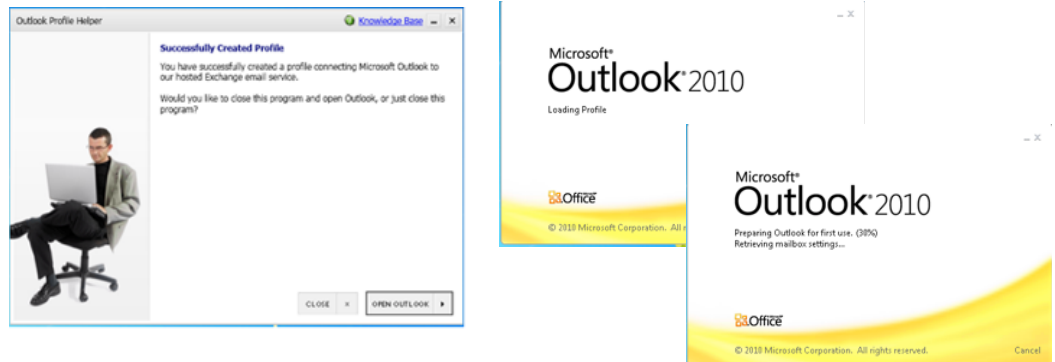 Outlook Profile Helper
Knowledge Base
Successfully Created Profile
You have successfully created a profile connecting Microsoft Outlook to
our hosted Exchange email service.
Would you like to close this program and open Outlook, or just close this
program?
CLOSE
OPEN OUTLOOK
Microsoft®
Outlook® 2010
Loading Profile
Office
© 2010 Microsoft Corporation. All r
Microsoft®
Outlook® 2010
Preparing Outlook for first use. (30%)
Retrieving mailbox settings...
Office
© 2010 Microsoft Corporation. All rights reserved.
Cancel